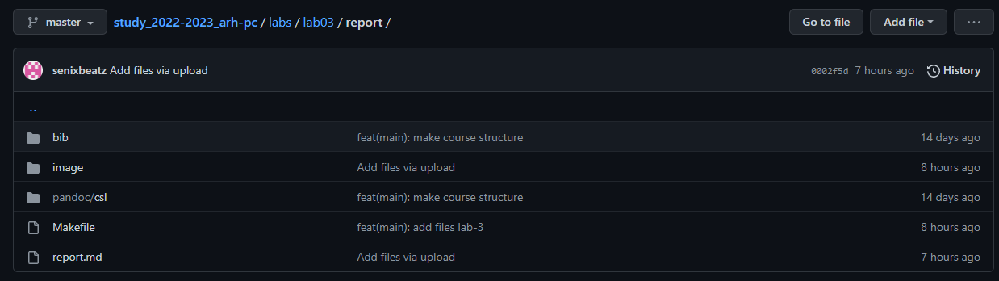 master study_2022-2023_arh-pc / labs / lab03 / report / Go to file Add file ...
senixbeatz Add files via upload 0002f5d 7 hours ago History
..
bib feat(main): make course structure 14 days ago
image Add files via upload 8 hours ago
pandoc/csl feat(main): make course structure 14 days ago
Makefile feat(main): add files lab-3 8 hours ago
report.md Add files via upload 7 hours ago